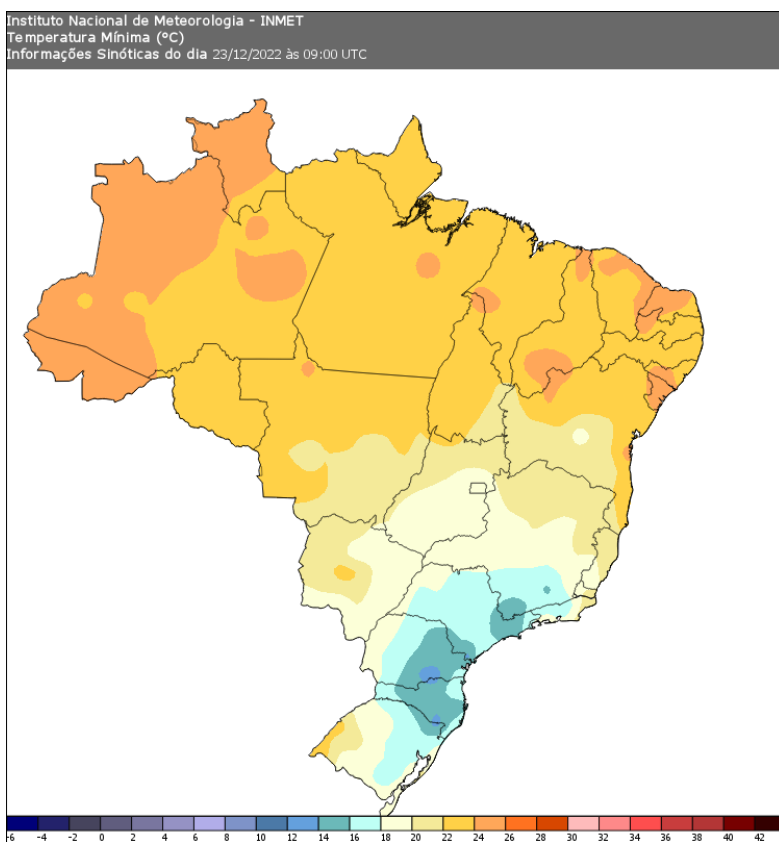 Instituto Nacional de Meteorologia - INMET
Temperatura Mínima (°C)
Informações Sinóticas do dia 23/12/2022 às 09:00 UTC
-6 -4 -2 0 2 4 6 8 10 12 14 16 18 20 22 24 26 28 30 32 34 36 38 40 42